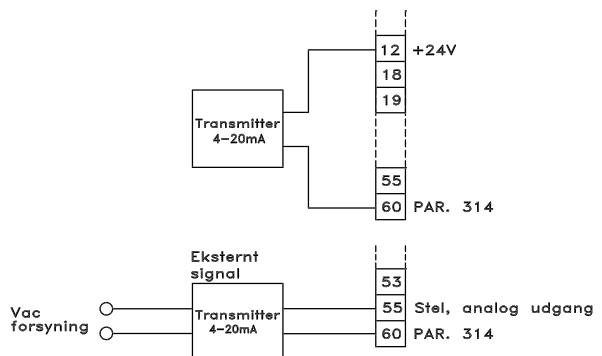 12 +24V
18
19
Transmitter
4-20mA
55
60 PAR. 314
Eksternt
signal
53
Vac
forsyning
Transmitter
4-20mA
55 Stel, analog udgang
60 PAR. 314